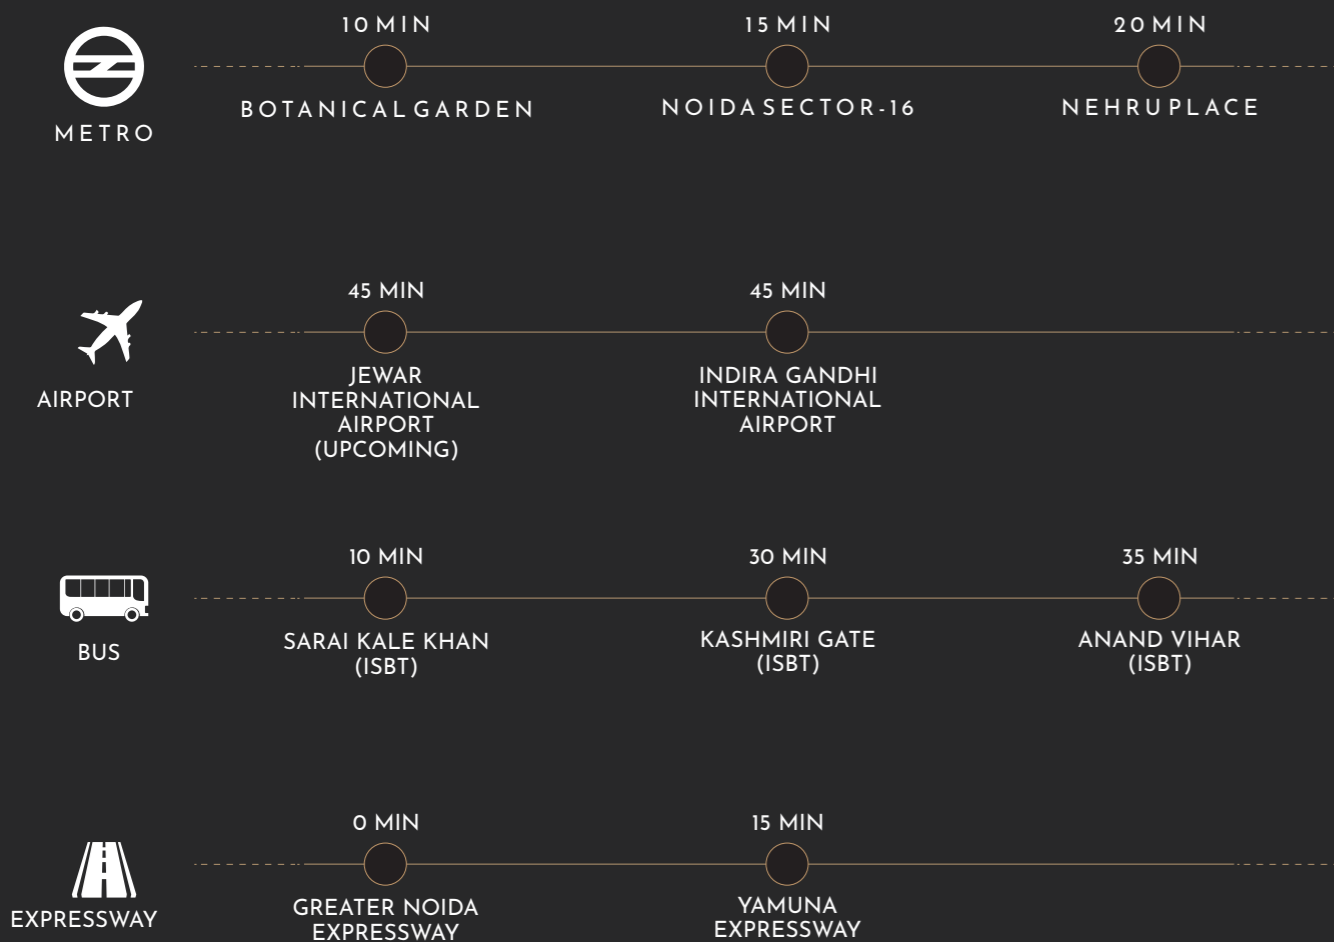 10 MIN
15 MIN
20 MIN
BOTANICAL GARDEN
NOIDA SECTOR-16
NEHRU PLACE
METRO
45 MIN
45 MIN
AIRPORT
JEWAR
INTERNATIONAL
AIRPORT
(UPCOMING)
INDIRA GANDHI
INTERNATIONAL
AIRPORT
10 MIN
30 MIN
35 MIN
BUS
SARAI KALE KHAN
(ISBT)
KASHMIRI GATE
(ISBT)
ANAND VIHAR
(ISBT)
0 MIN
15 MIN
EXPRESSWAY
GREATER NOIDA
EXPRESSWAY
YAMUNA
EXPRESSWAY